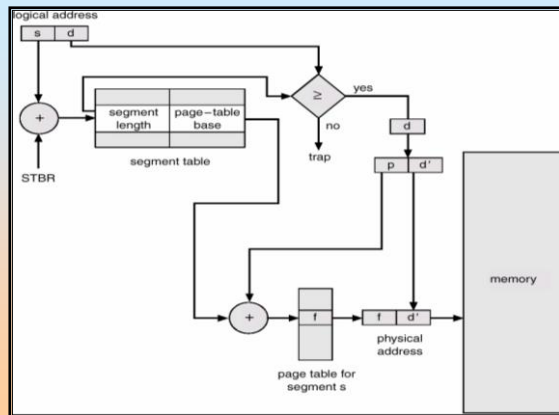 logical address
s d
≥
yes
no
trap
+
segment length
page-table base
segment table
STBR
d
p d'
memory
+
f
f d'
physical address
page table for segment s